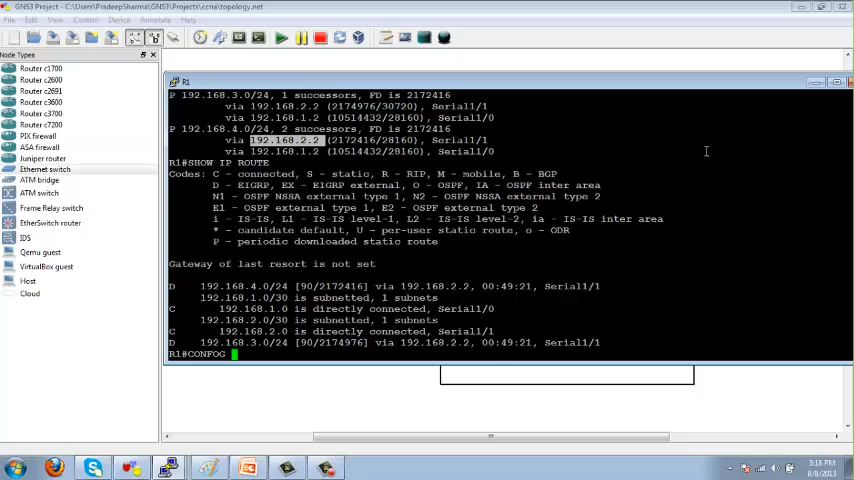 GNS3 Project - C:\Users\PradeepSharma\GNS3\Projects\ccna\topology.net
File Edit View Control Device Annotate Help
Node Types
Router c1700
Router c2600
Router c2691
Router c3600
Router c3700
Router c7200
PIX firewall
ASA firewall
Juniper router
Ethernet switch
ATM bridge
ATM switch
Frame Relay switch
EtherSwitch router
IDS
Qemu guest
VirtualBox guest
Host
Cloud
R1
P 192.168.3.0/24, 1 successors, FD is 2172416
via 192.168.2.2 (2174976/30720), Serial1/1
via 192.168.1.2 (10514432/28160), Serial1/0
P 192.168.4.0/24, 2 successors, FD is 2172416
via 192.168.2.2 (2172416/28160), Serial1/1
via 192.168.1.2 (10514432/28160), Serial1/0
R1#SHOW IP ROUTE
Codes: C - connected, S - static, R - RIP, M - mobile, B - BGP
D - EIGRP, EX - EIGRP external, O - OSPF, IA - OSPF inter area
N1 - OSPF NSSA external type 1, N2 - OSPF NSSA external type 2
E1 - OSPF external type 1, E2 - OSPF external type 2
i - IS-IS, L1 - IS-IS level-1, L2 - IS-IS level-2, ia - IS-IS inter area
* - candidate default, U - per-user static route, o - ODR
P - periodic downloaded static route
Gateway of last resort is not set
D 192.168.4.0/24 [90/2172416] via 192.168.2.2, 00:49:21, Serial1/1
192.168.1.0/30 is subnetted, 1 subnets
C 192.168.1.0 is directly connected, Serial1/0
192.168.2.0/30 is subnetted, 1 subnets
C 192.168.2.0 is directly connected, Serial1/1
D 192.168.3.0/24 [90/2174976] via 192.168.2.2, 00:49:21, Serial1/1
R1#CONFOG
3:18 PM
8/8/2013